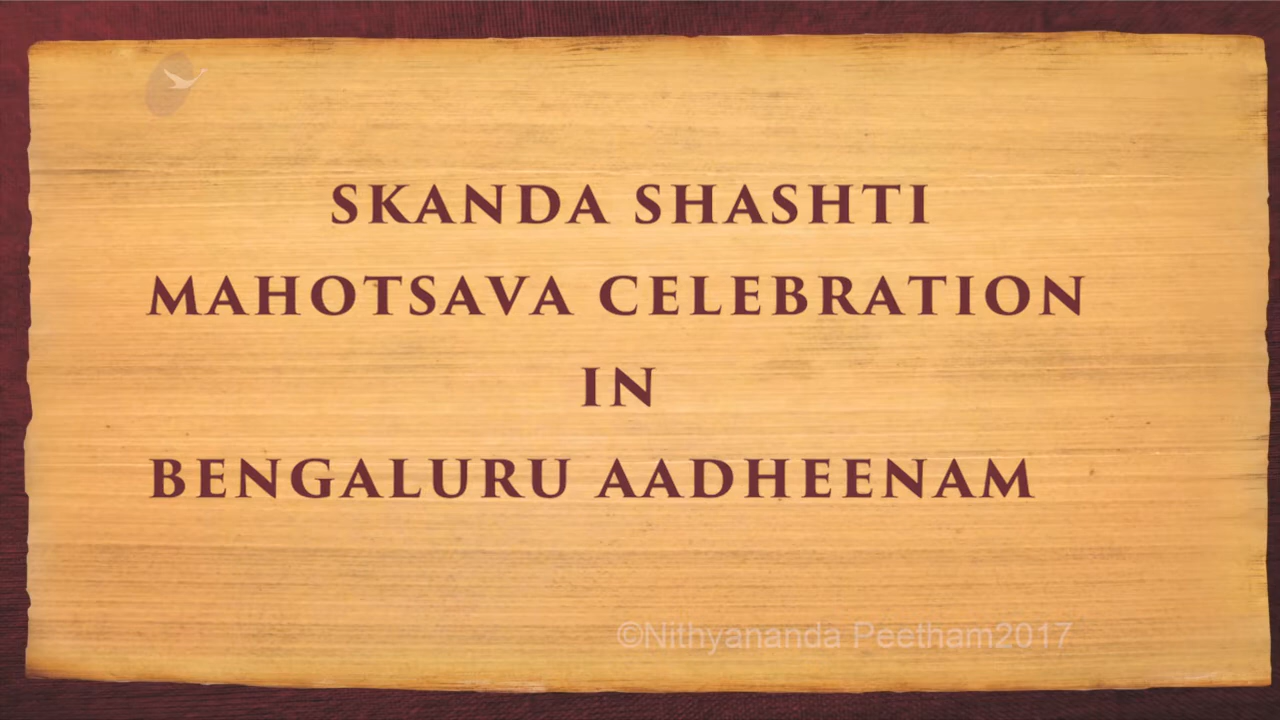 SKANDA SHASHTI
MAHOTSAVA CELEBRATION
IN
BENGALURU AADHEENAM
©Nithyananda Peetham2017